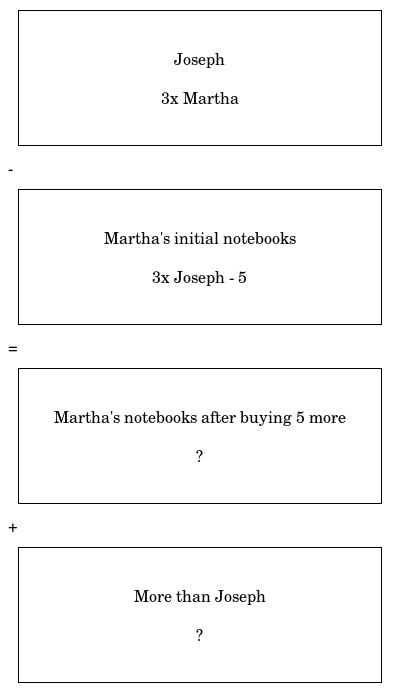 Joseph
3x Martha
-
Martha's initial notebooks
3x Joseph - 5
=
Martha's notebooks after buying 5 more
?
+
More than Joseph
?